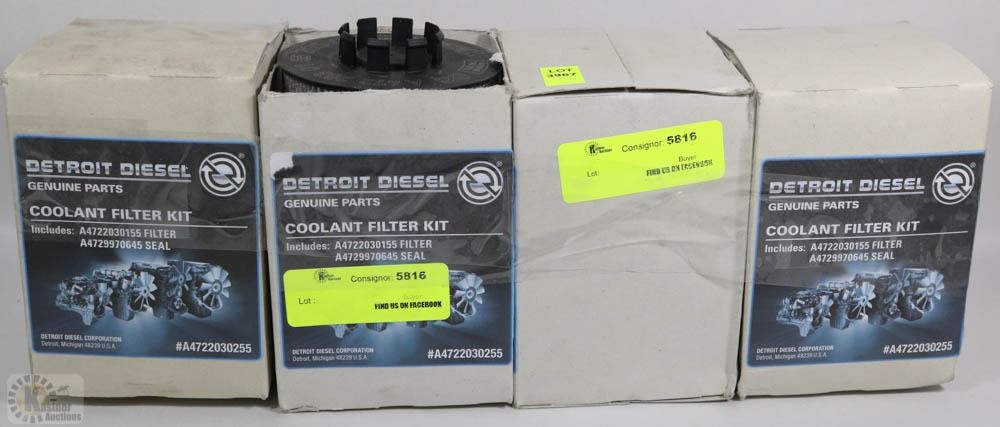 DETROIT DIESEL
GENUINE PARTS
COOLANT FILTER KIT
Includes: A4722030155 FILTER
A4729970645 SEAL
DETROIT DIESEL CORPORATION
Detroit, Michigan 48239 U.S.A.
#A4722030255
DETROIT DIESEL
GENUINE PARTS
COOLANT FILTER KIT
Includes: A4722030155 FILTER
A4729970645 SEAL
Consignor: 5816
Lot :
Buyer:
FIND US ON FACEBOOK
DETROIT DIESEL CORPORATION
Detroit, Michigan 48239 U.S.A.
#A4722030255
LOT
3967
Consignor: 5816
Lot:
Buyer:
FIND US ON FACEBOOK
DETROIT DIESEL
GENUINE PARTS
COOLANT FILTER KIT
Includes: A4722030155 FILTER
A4729970645 SEAL
DETROIT DIESEL CORPORATION
Detroit, Michigan 48239 U.S.A.
#A4722030255
Kastner
Auctions